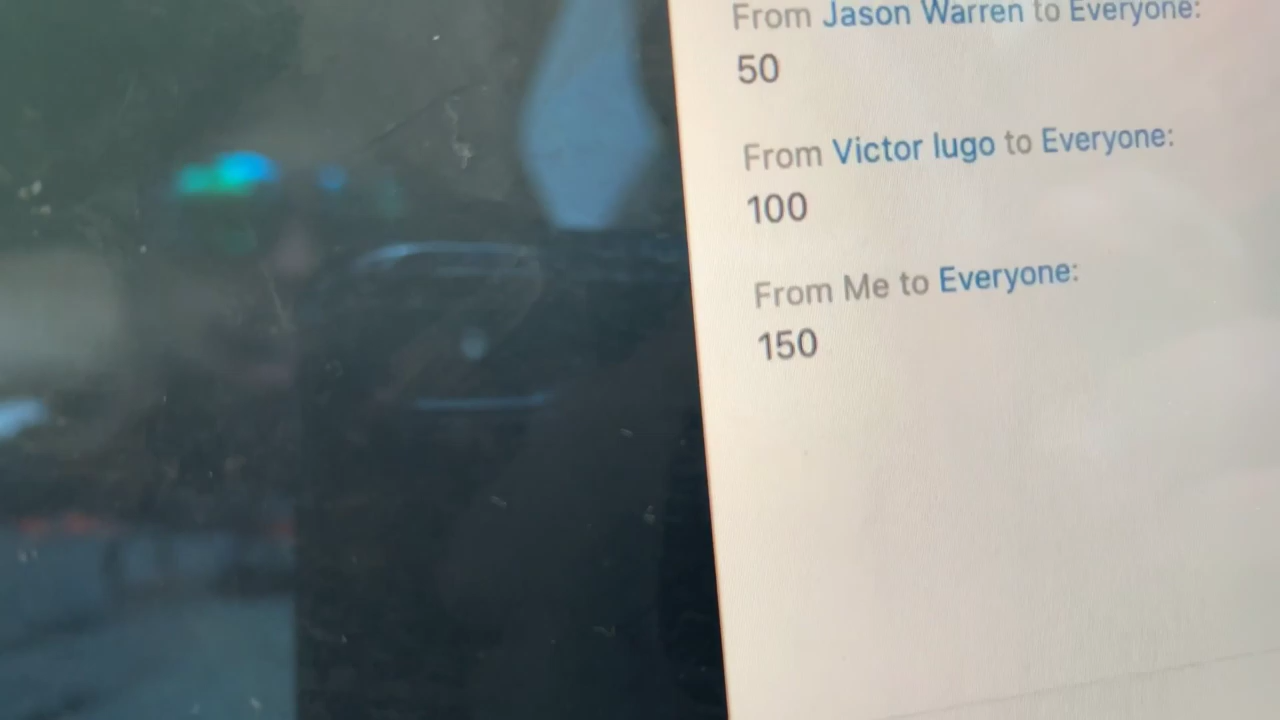 From Jason Warren to Everyone:
50
From Victor lugo to Everyone:
100
From Me to Everyone:
150